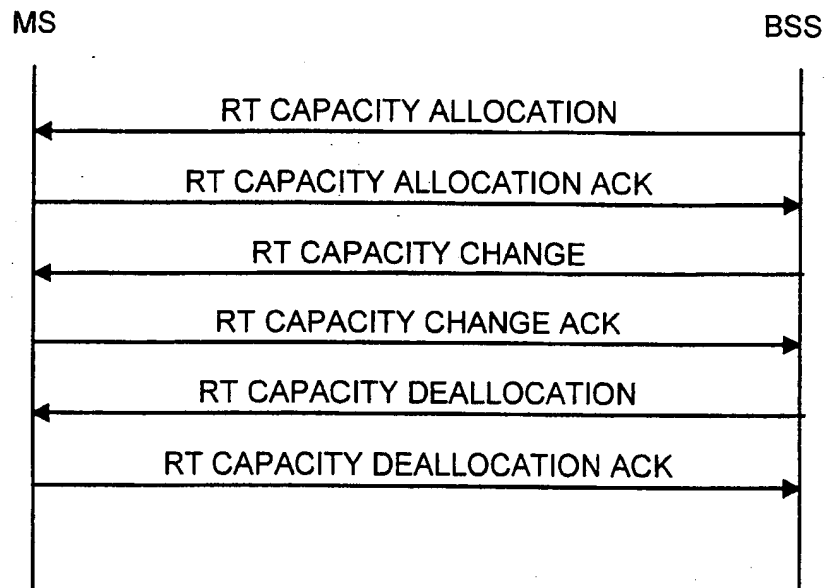 MS
BSS
RT CAPACITY ALLOCATION
RT CAPACITY ALLOCATION ACK
RT CAPACITY CHANGE
RT CAPACITY CHANGE ACK
RT CAPACITY DEALLOCATION
RT CAPACITY DEALLOCATION ACK